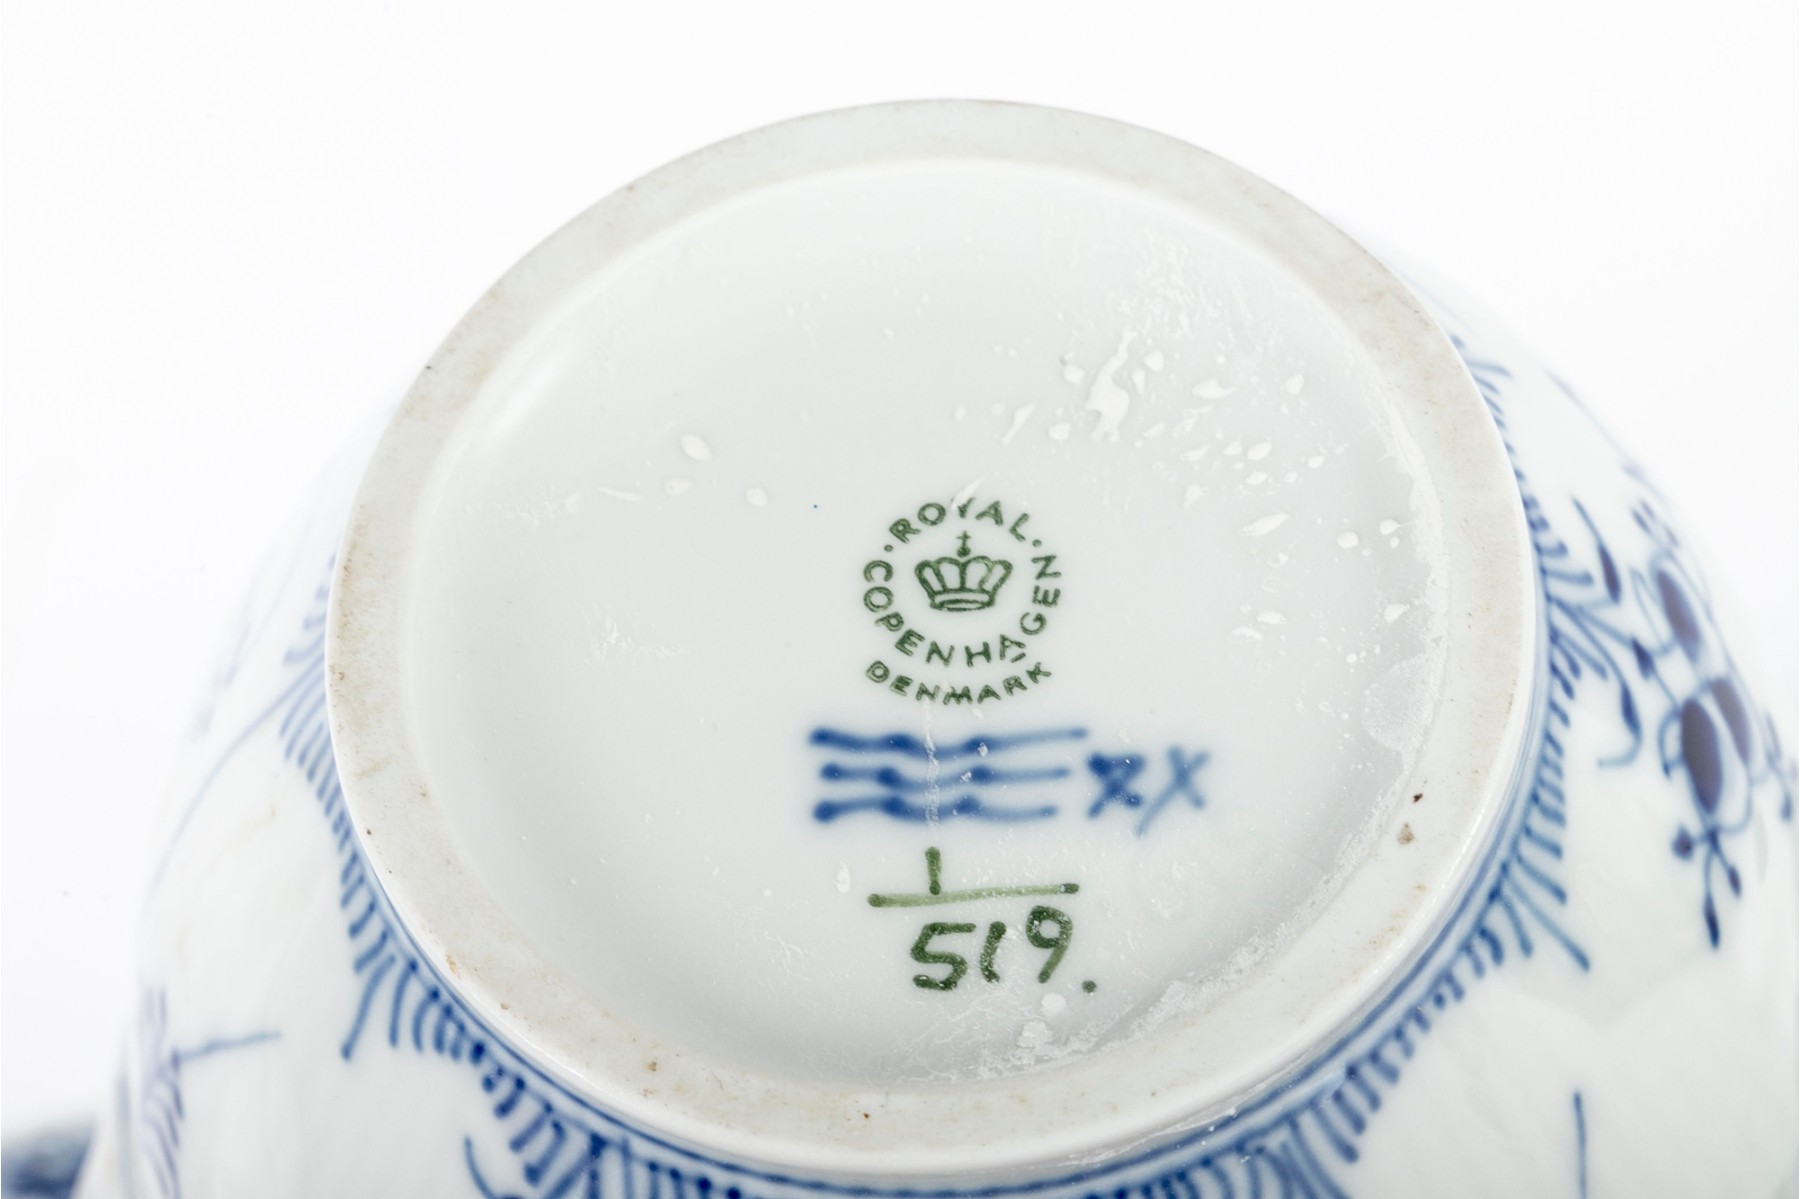 ROYAL
COPENHAGEN
DENMARK
1
519.